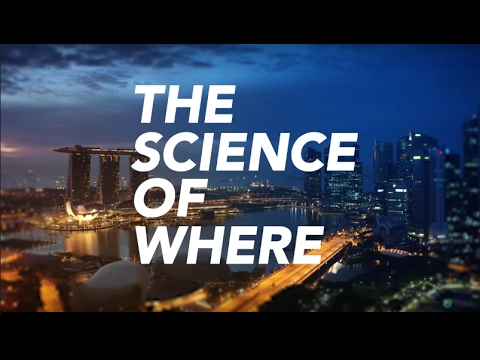 THE
SCIENCE
OF
WHERE